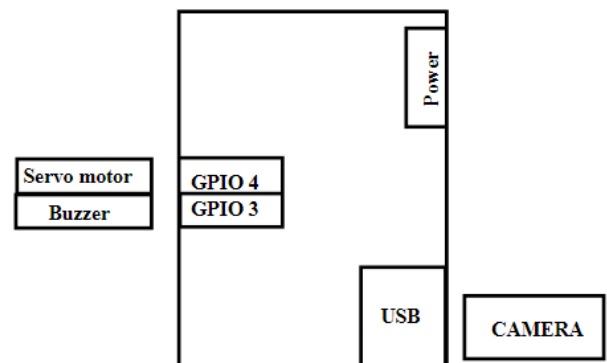 Power
Servo motor
GPIO 4
Buzzer
GPIO 3
USB
CAMERA